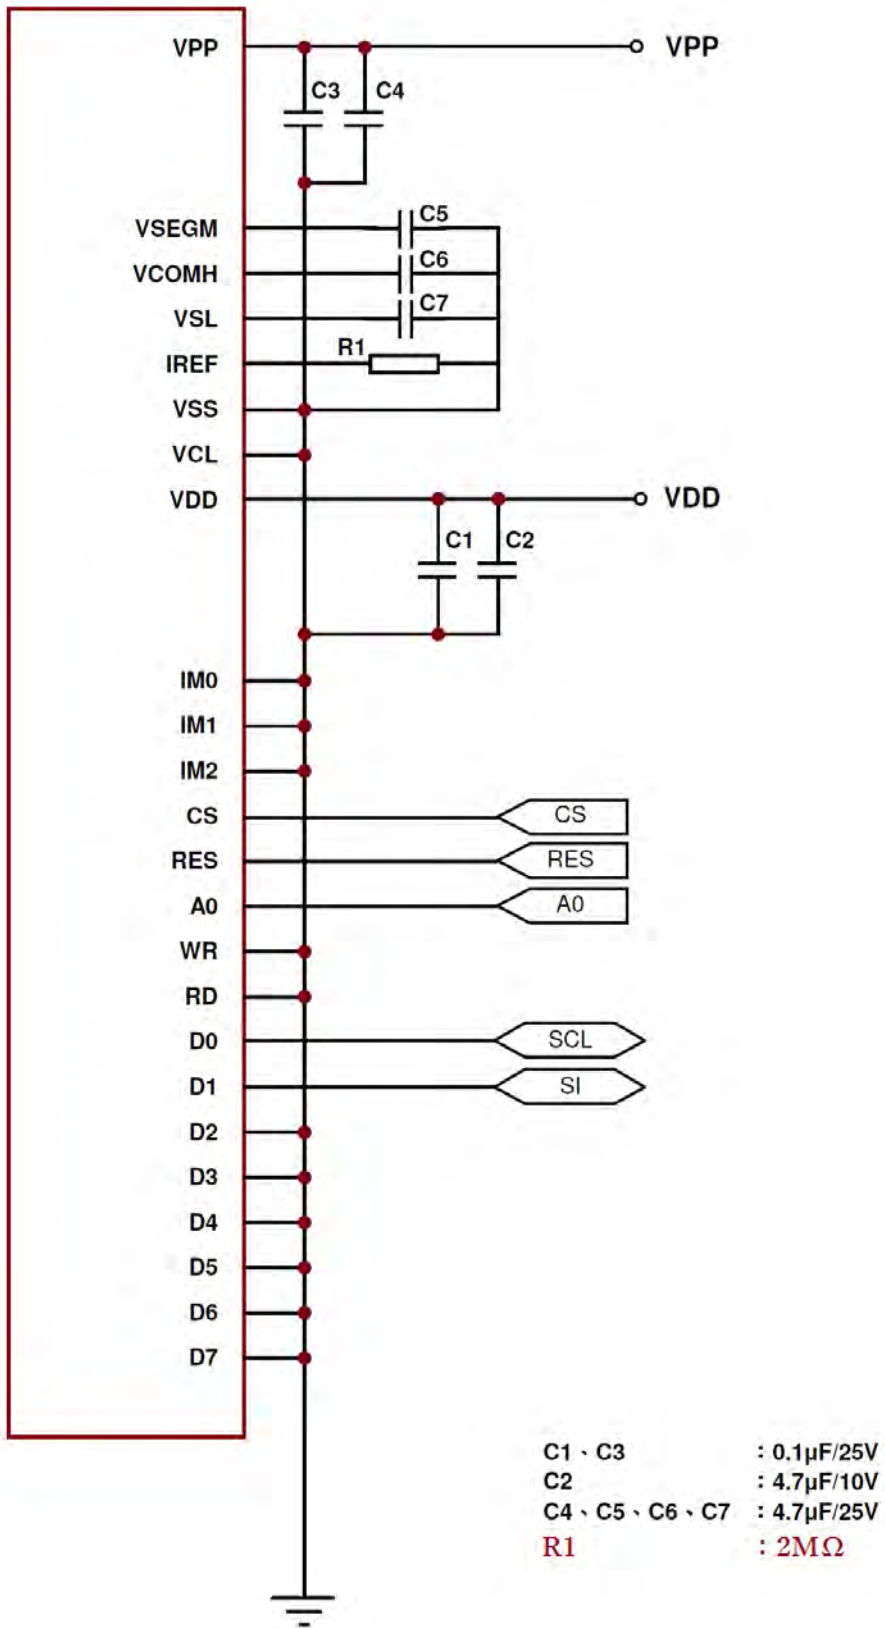 VPP VPP
C3 C4
VSEGM C5
VCOMH C6
VSL C7
IREF R1
VSS
VCL
VDD VDD
C1 C2
IM0
IM1
IM2
CS CS
RES RES
A0 A0
WR
RD
D0 SCL
D1 SI
D2
D3
D4
D5
D6
D7
C1、C3 : 0.1µF/25V
C2 : 4.7µF/10V
C4、C5、C6、C7 : 4.7µF/25V
R1 : 2MΩ